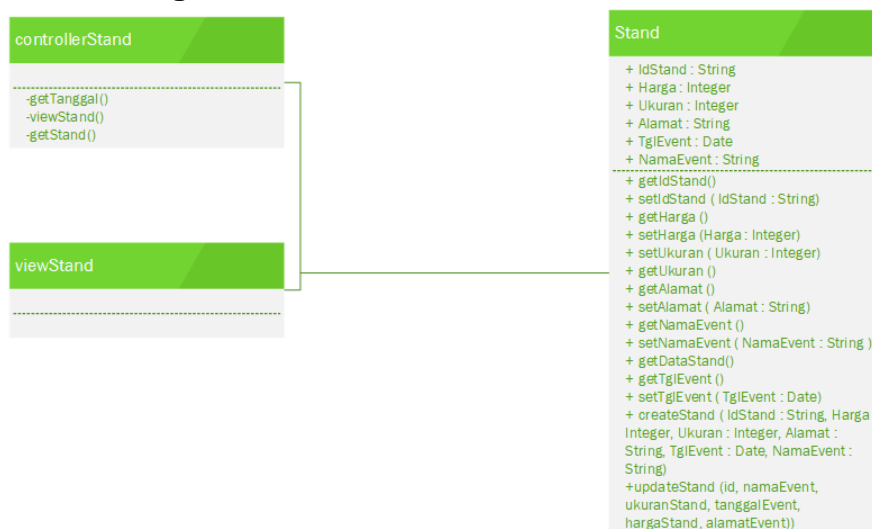 controllerStand
-getTanggal()
-viewStand()
-getStand()
viewStand
Stand
+ IdStand : String
+ Harga : Integer
+ Ukuran : Integer
+ Alamat : String
+ TglEvent : Date
+ NamaEvent : String
+ getIdStand()
+ setIdStand ( IdStand : String)
+ getHarga ()
+ setHarga (Harga : Integer)
+ setUkuran ( Ukuran : Integer)
+ getUkuran ()
+ getAlamat ()
+ setAlamat ( Alamat : String)
+ getNamaEvent ()
+ setNamaEvent ( NamaEvent : String )
+ getDataStand()
+ getTglEvent ()
+ setTglEvent ( TglEvent : Date)
+ createStand ( IdStand : String, Harga
Integer, Ukuran : Integer, Alamat :
String, TglEvent : Date, NamaEvent :
String)
+updateStand (id, namaEvent,
ukuranStand, tanggalEvent,
hargaStand, alamatEvent))